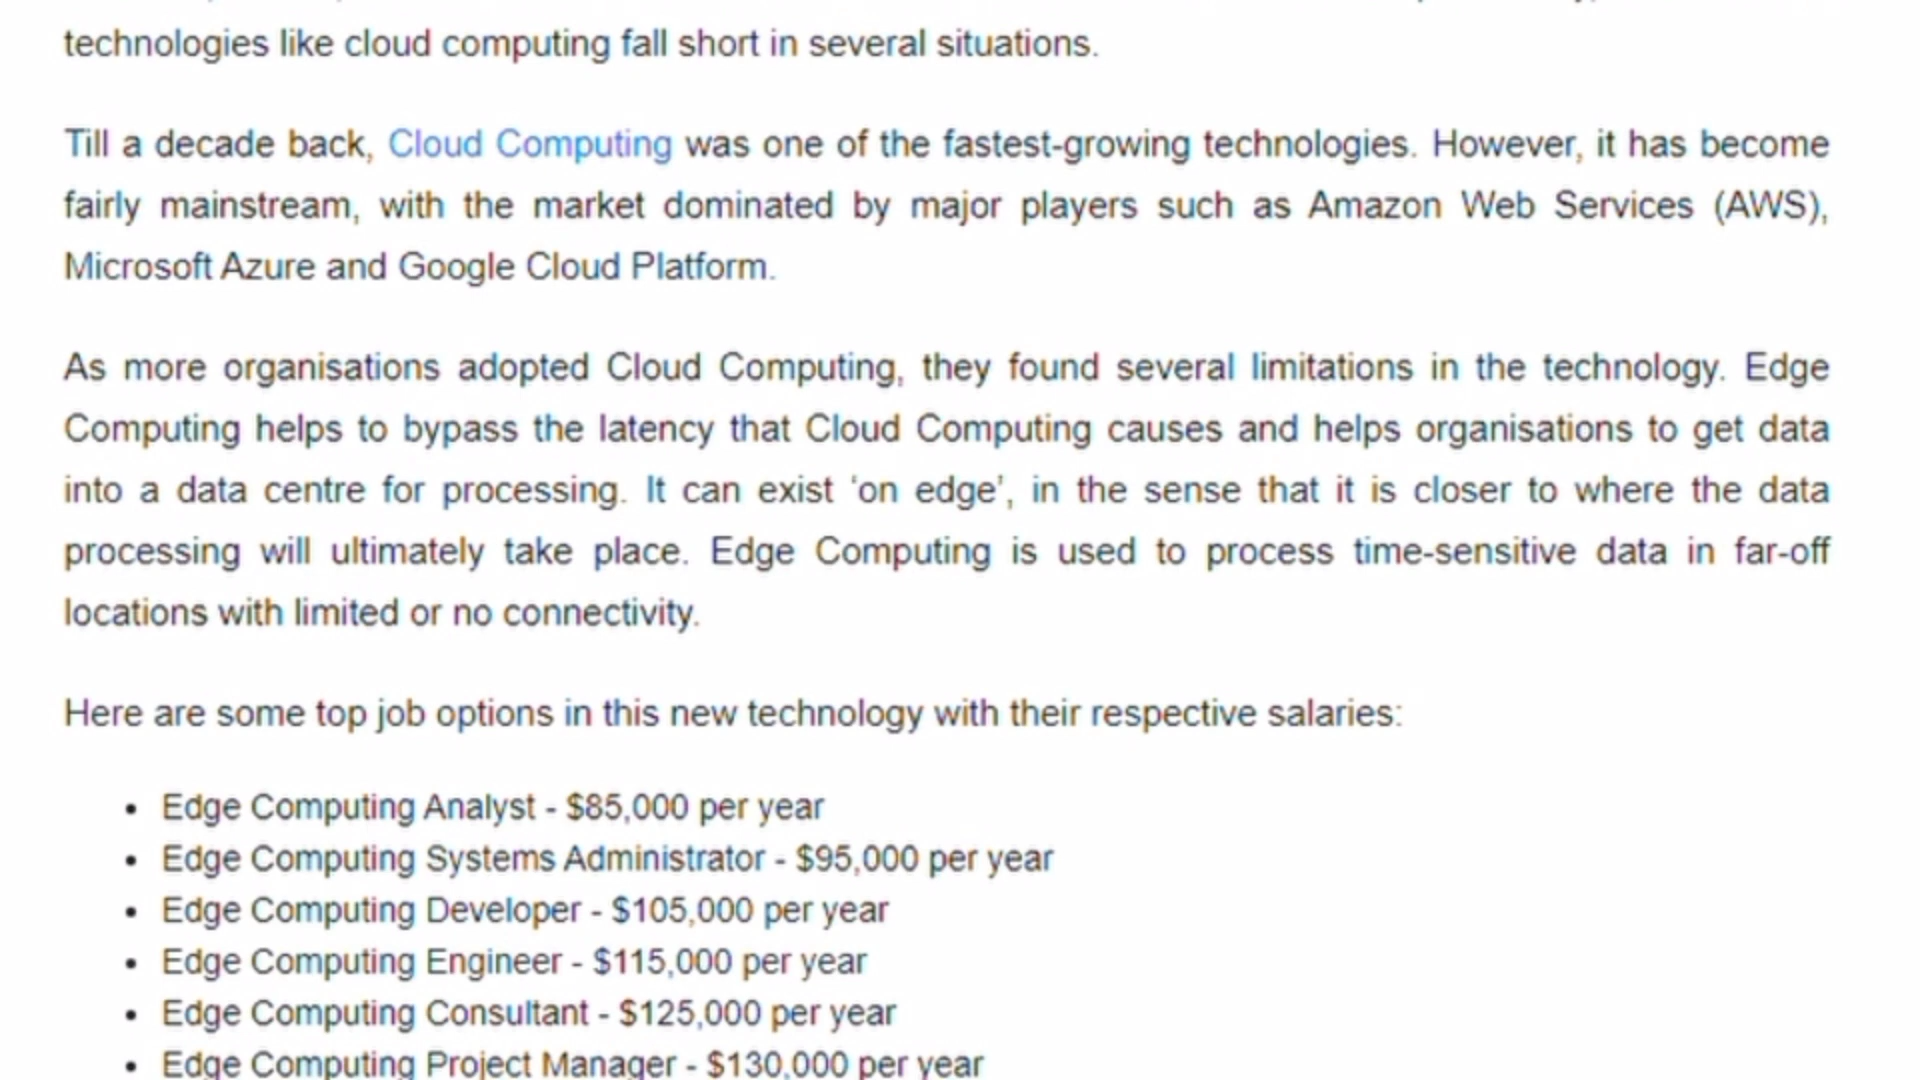 technologies like cloud computing fall short in several situations.
Till a decade back, Cloud Computing was one of the fastest-growing technologies. However, it has become
fairly mainstream, with the market dominated by major players such as Amazon Web Services (AWS),
Microsoft Azure and Google Cloud Platform.
As more organisations adopted Cloud Computing, they found several limitations in the technology. Edge
Computing helps to bypass the latency that Cloud Computing causes and helps organisations to get data
into a data centre for processing. It can exist ‘on edge’, in the sense that it is closer to where the data
processing will ultimately take place. Edge Computing is used to process time-sensitive data in far-off
locations with limited or no connectivity.
Here are some top job options in this new technology with their respective salaries:
• Edge Computing Analyst - $85,000 per year
• Edge Computing Systems Administrator - $95,000 per year
• Edge Computing Developer - $105,000 per year
• Edge Computing Engineer - $115,000 per year
• Edge Computing Consultant - $125,000 per year
• Edge Computing Project Manager - $130,000 per year